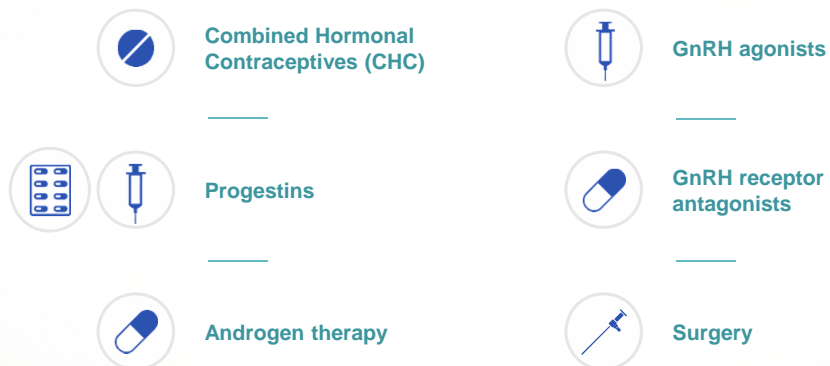 Combined Hormonal
Contraceptives (CHC)
GnRH agonists
Progestins
GnRH receptor
antagonists
Androgen therapy
Surgery